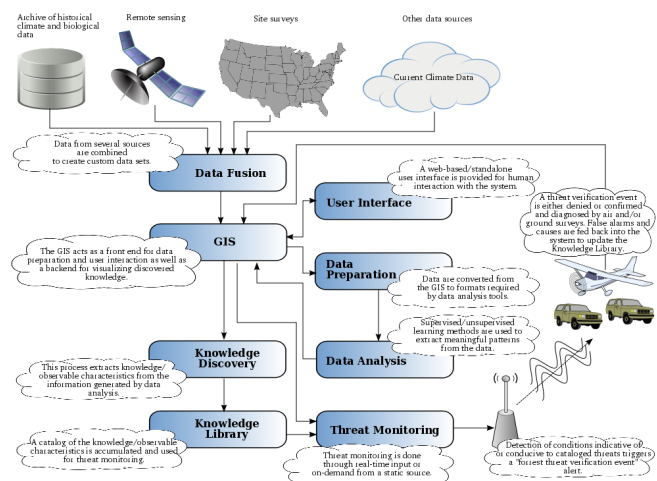 Archive of historical
climate and biological
data
Remote sensing
Site surveys
Other data sources
Current Climate Data
Data from several sources
are combined
to create custom data sets.
Data Fusion
A web-based/standalone
user interface is provided for human
interaction with the system.
User Interface
A threat verification event
is either denied or confirmed
and diagnosed by air and/or
ground surveys. False alarms and
causes are fed back into the
system to update the
Knowledge Library.
GIS
The GIS acts as a front end for data
preparation and user interaction as well as
a backend for visualizing discovered
knowledge.
Data
Preparation
Data are converted from
the GIS to formats required
by data analysis tools.
Supervised/unsupervised
learning methods are used to
extract meaningful patterns
from the data.
Data Analysis
Knowledge
Discovery
This process extracts knowledge/
observable characteristics from the
information generated by data
analysis.
Knowledge
Library
A catalog of the knowledge/observable
characteristics is accumulated and used
for threat monitoring.
Threat Monitoring
Threat monitoring is done
through real-time input or
on-demand from a static source.
Detection of conditions indicative of
or conducive to cataloged threats triggers
a "forrest threat verification event"
alert.